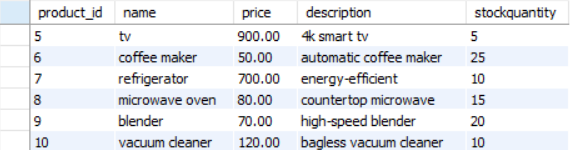 product_id name price description stockquantity
5 tv 900.00 4k smart tv 5
6 coffee maker 50.00 automatic coffee maker 25
7 refrigerator 700.00 energy-efficient 10
8 microwave oven 80.00 countertop microwave 15
9 blender 70.00 high-speed blender 20
10 vacuum cleaner 120.00 bagless vacuum cleaner 10